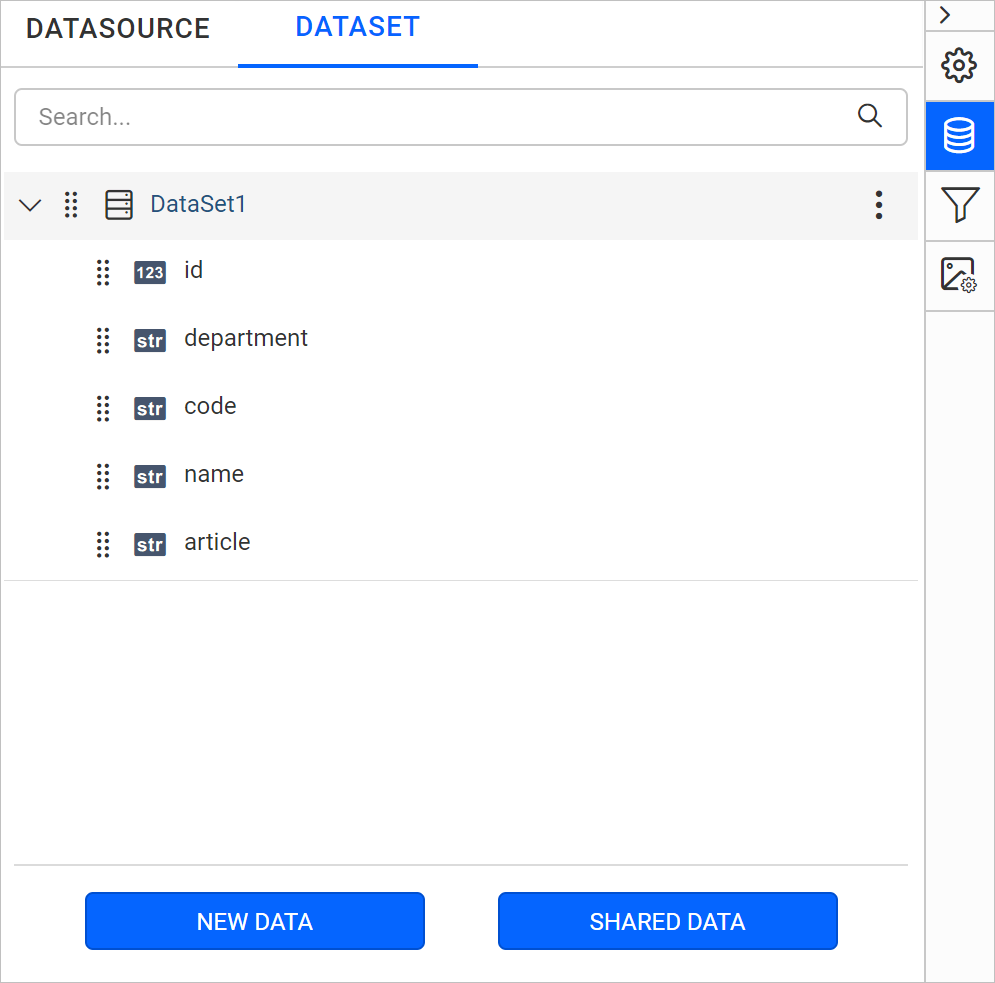 DATASOURCE DATASET
Search...
DataSet1
123 id
str department
str code
str name
str article
NEW DATA SHARED DATA